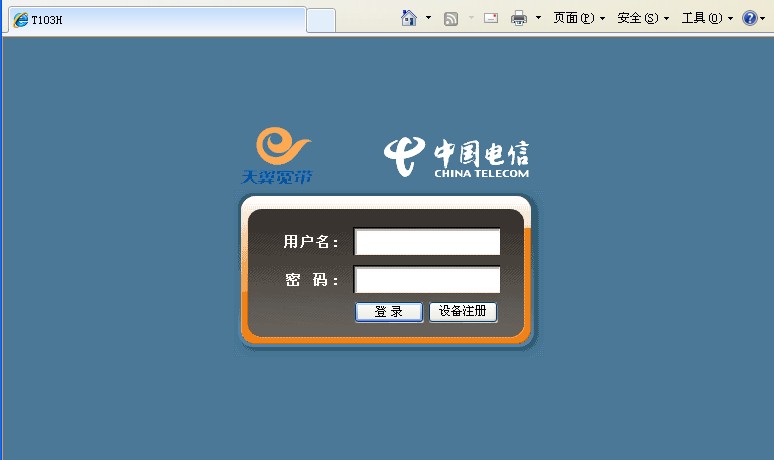 T103H
页面(P)
安全(S)
工具(O)
天翼宽带
中国电信
CHINA TELECOM
用户名：
密 码：
登 录
设备注册